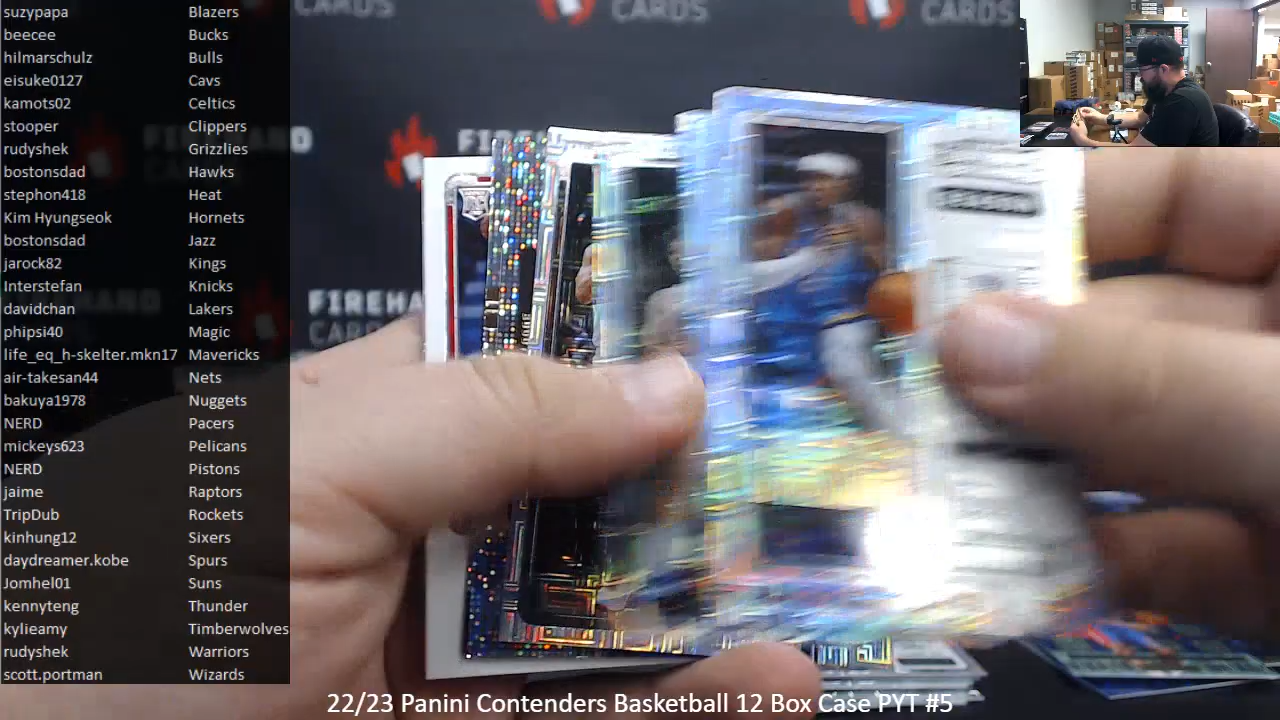 suzypapa Blazers
beecee Bucks
hilmarschulz Bulls
eisuke0127 Cavs
kamots02 Celtics
stooper Clippers
rudyshek Grizzlies
bostonsdad Hawks
stephon418 Heat
Kim Hyungseok Hornets
bostonsdad Jazz
jarock82 Kings
Interstefan Knicks
davidchan Lakers
phipsi40 Magic
life_eq_h-skelter.mkn17 Mavericks
air-takesan44 Nets
bakuya1978 Nuggets
NERD Pacers
mickeys623 Pelicans
NERD Pistons
jaime Raptors
TripDub Rockets
kinhung12 Sixers
daydreamer.kobe Spurs
Jomhel01 Suns
kennyteng Thunder
kylieamy Timberwolves
rudyshek Warriors
scott.portman Wizards
CARDS
CARDS
CARDS
FIREHA
CARDS
22/23 Panini Contenders Basketball 12 Box Case PYT #5